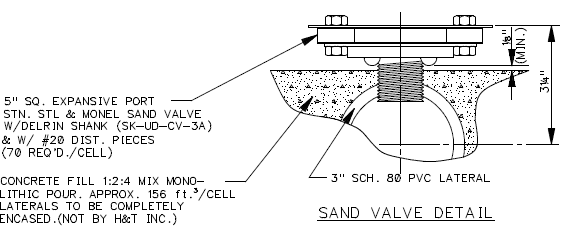 1⅛"
(MIN.)
3¼"
5" SQ. EXPANSIVE PORT
STN. STL & MONEL SAND VALVE
W/DELRIN SHANK (SK-UD-CV-3A)
& W/ #20 DIST. PIECES
(70 REQ'D./CELL)
CONCRETE FILL 1:2:4 MIX MONO-
LITHIC POUR. APPROX. 156 ft.³/CELL
LATERALS TO BE COMPLETELY
ENCASED.(NOT BY H&T INC.)
3" SCH. 80 PVC LATERAL
SAND VALVE DETAIL